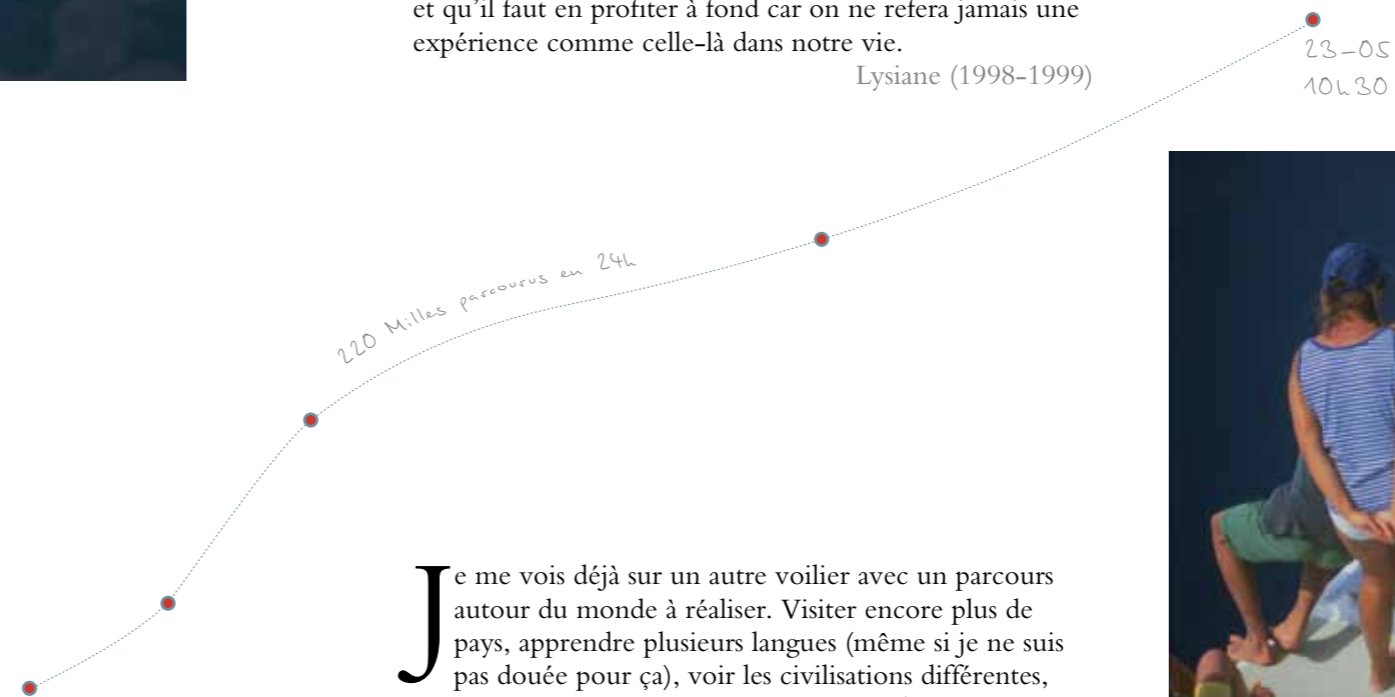 et qu'il faut en profiter à fond car on ne refera jamais une
expérience comme celle-là dans notre vie.
Lysiane (1998-1999)
23-05
10h30
220 Milles parcourus en 24h
Je me vois déjà sur un autre voilier avec un parcours
autour du monde à réaliser. Visiter encore plus de
pays, apprendre plusieurs langues (même si je ne suis
pas douée pour ça), voir les civilisations différentes,